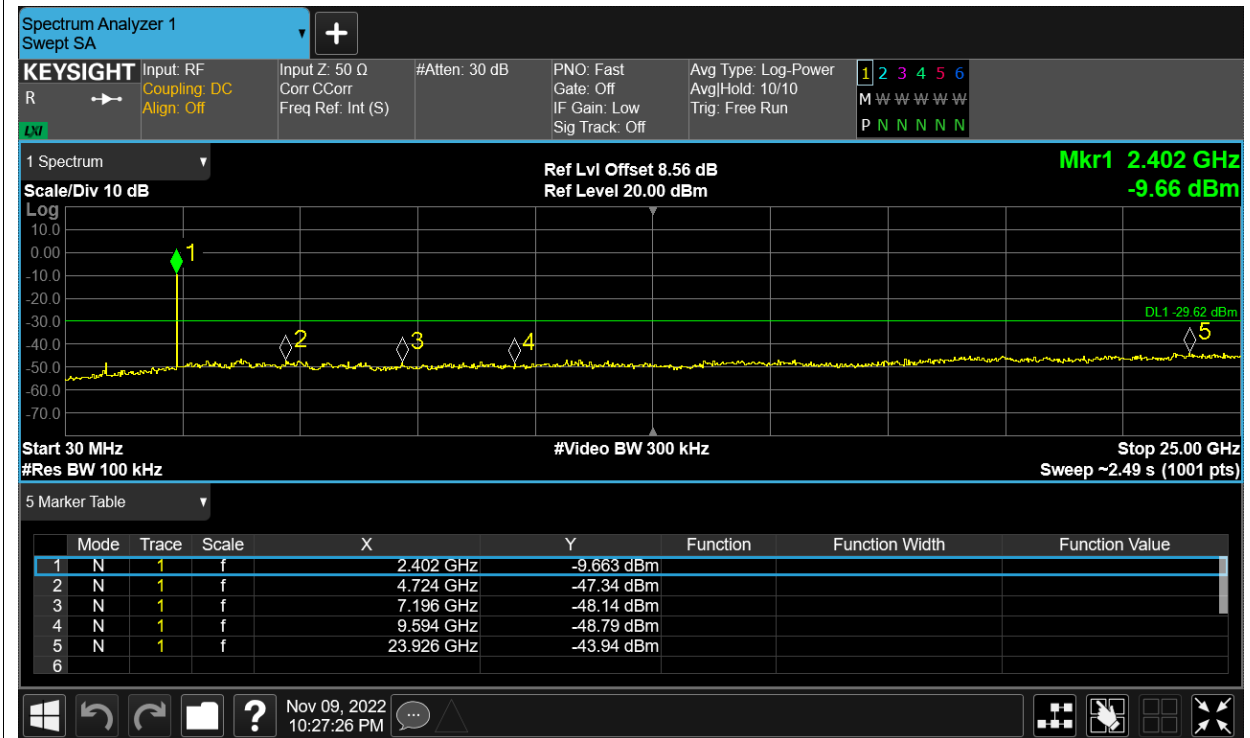 Spectrum Analyzer 1
Swept SA
KEYSIGHT
R
LXI
Input: RF
Coupling: DC
Align: Off
Input Z: 50 Ω
Corr CCorr
Freq Ref: Int (S)
#Atten: 30 dB
PNO: Fast
Gate: Off
IF Gain: Low
Sig Track: Off
Avg Type: Log-Power
Avg|Hold: 10/10
Trig: Free Run
1 2 3 4 5 6
M W W W W W
P N N N N N
1 Spectrum
Scale/Div 10 dB
Ref Lvl Offset 8.56 dB
Ref Level 20.00 dBm
Mkr1 2.402 GHz
-9.66 dBm
Log
10.0
0.00
-10.0
-20.0
-30.0
-40.0
-50.0
-60.0
-70.0
1
2
3
4
5
DL1 -29.62 dBm
Start 30 MHz
#Res BW 100 kHz
#Video BW 300 kHz
Stop 25.00 GHz
Sweep ~2.49 s (1001 pts)
5 Marker Table
Mode Trace Scale X Y Function Function Width Function Value
1 N 1 f 2.402 GHz -9.663 dBm
2 N 1 f 4.724 GHz -47.34 dBm
3 N 1 f 7.196 GHz -48.14 dBm
4 N 1 f 9.594 GHz -48.79 dBm
5 N 1 f 23.926 GHz -43.94 dBm
6
?
Nov 09, 2022
10:27:26 PM